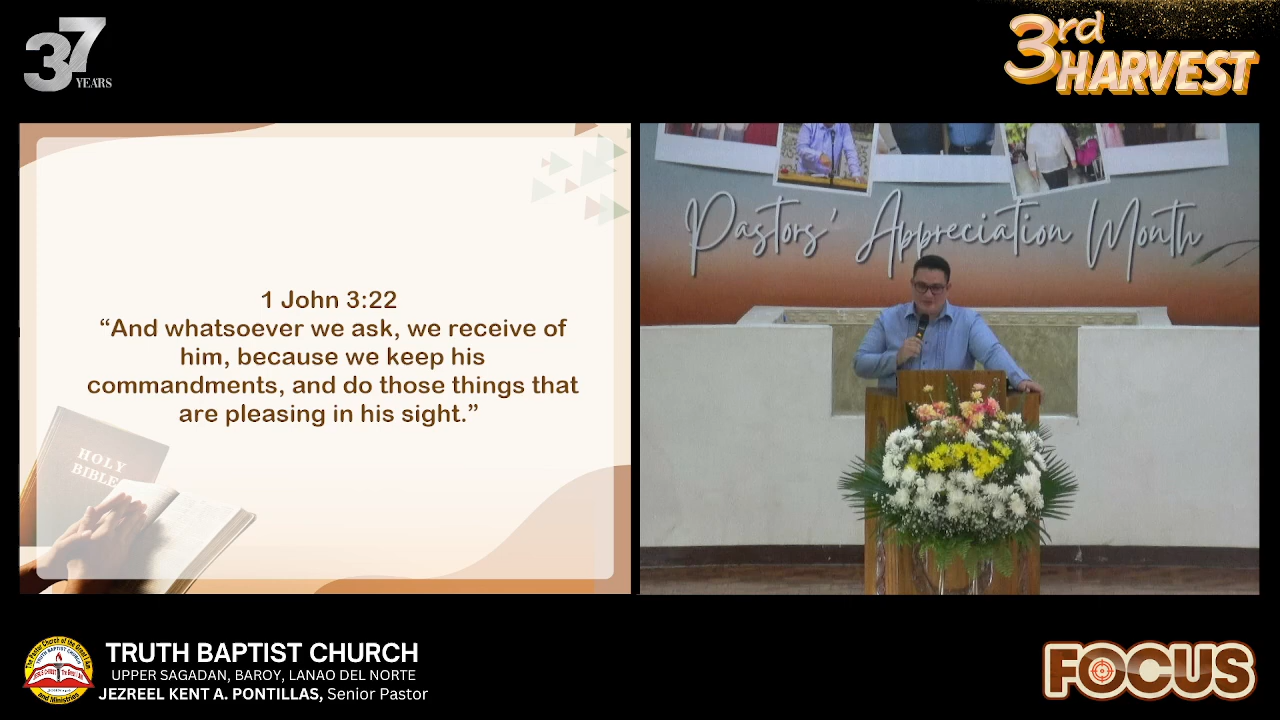 37
YEARS
3rd
HARVEST
1 John 3:22
“And whatsoever we ask, we receive of
him, because we keep his
commandments, and do those things that
are pleasing in his sight.”
HOLY
BIBLE
Pastors' Appreciation Month
TRUTH BAPTIST CHURCH
UPPER SAGADAN, BAROY, LANAO DEL NORTE
JEZREEL KENT A. PONTILLAS, Senior Pastor
FOCUS